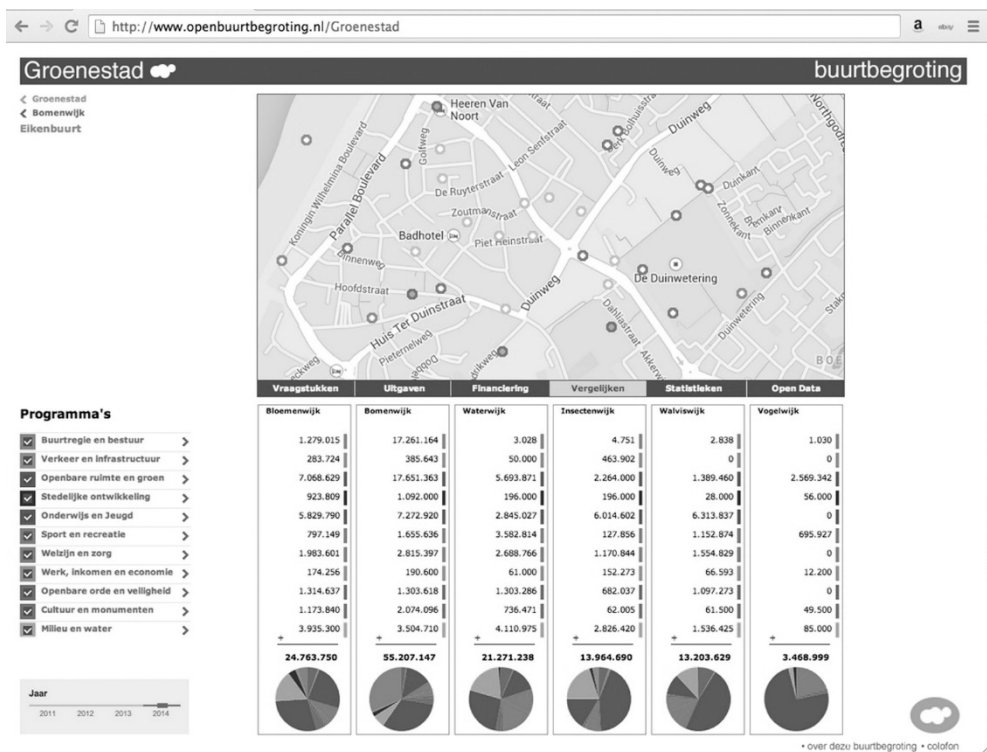 http://www.openbuurtbegroting.nl/Groenestad
a ebay
Groenestad buurtbegroting
Groenestad
Bomenwijk
Eikenbuurt
Heeren Van
Noort
Duinweg
Koningin Wilhelmina Boulevard
Parallel Boulevard
Golfweg
Leon Senfstraat
De Ruyterstraat
Zoutmanstraat
Badhotel
Piet Heinstraat
Binnenweg
Hoofdstraat
Huis Ter Duinstraat
Pieternelweg
Duinweg
Duinweg
Duinkant
Zonnekant
Binnenkant
De Duinwetering
Duinwetering
Dahliastraat
Vraagstukken Uitgaven Financiering Vergelijken Statistieken Open Data
Programma's
Bloemenwijk Bomenwijk Waterwijk Insectenwijk Walviswijk Vogelwijk
Buurtregie en bestuur 1.279.015 17.261.164 3.028 4.751 2.838 1.030
Verkeer en infrastructuur 283.724 385.643 50.000 463.902 0 0
Openbare ruimte en groen 7.068.629 17.651.363 5.693.871 2.264.000 1.389.460 2.569.342
Stedelijke ontwikkeling 923.809 1.092.000 196.000 196.000 28.000 56.000
Onderwijs en Jeugd 5.829.790 7.272.920 2.845.027 6.014.602 6.313.837 0
Sport en recreatie 797.149 1.655.636 3.582.814 127.856 1.152.874 695.927
Welzijn en zorg 1.983.601 2.815.397 2.688.766 1.170.844 1.554.829 0
Werk, inkomen en economie 174.256 190.600 61.000 152.273 66.593 12.200
Openbare orde en veiligheid 1.314.637 1.303.618 1.303.286 682.037 1.097.273 0
Cultuur en monumenten 1.173.840 2.074.096 736.471 62.005 61.500 49.500
Milieu en water 3.935.300 3.504.710 4.110.975 2.826.420 1.536.425 85.000
+ + + + + +
24.763.750 55.207.147 21.271.238 13.964.690 13.203.629 3.468.999
Jaar
2011 2012 2013 2014
• over deze buurtbegroting • colofon